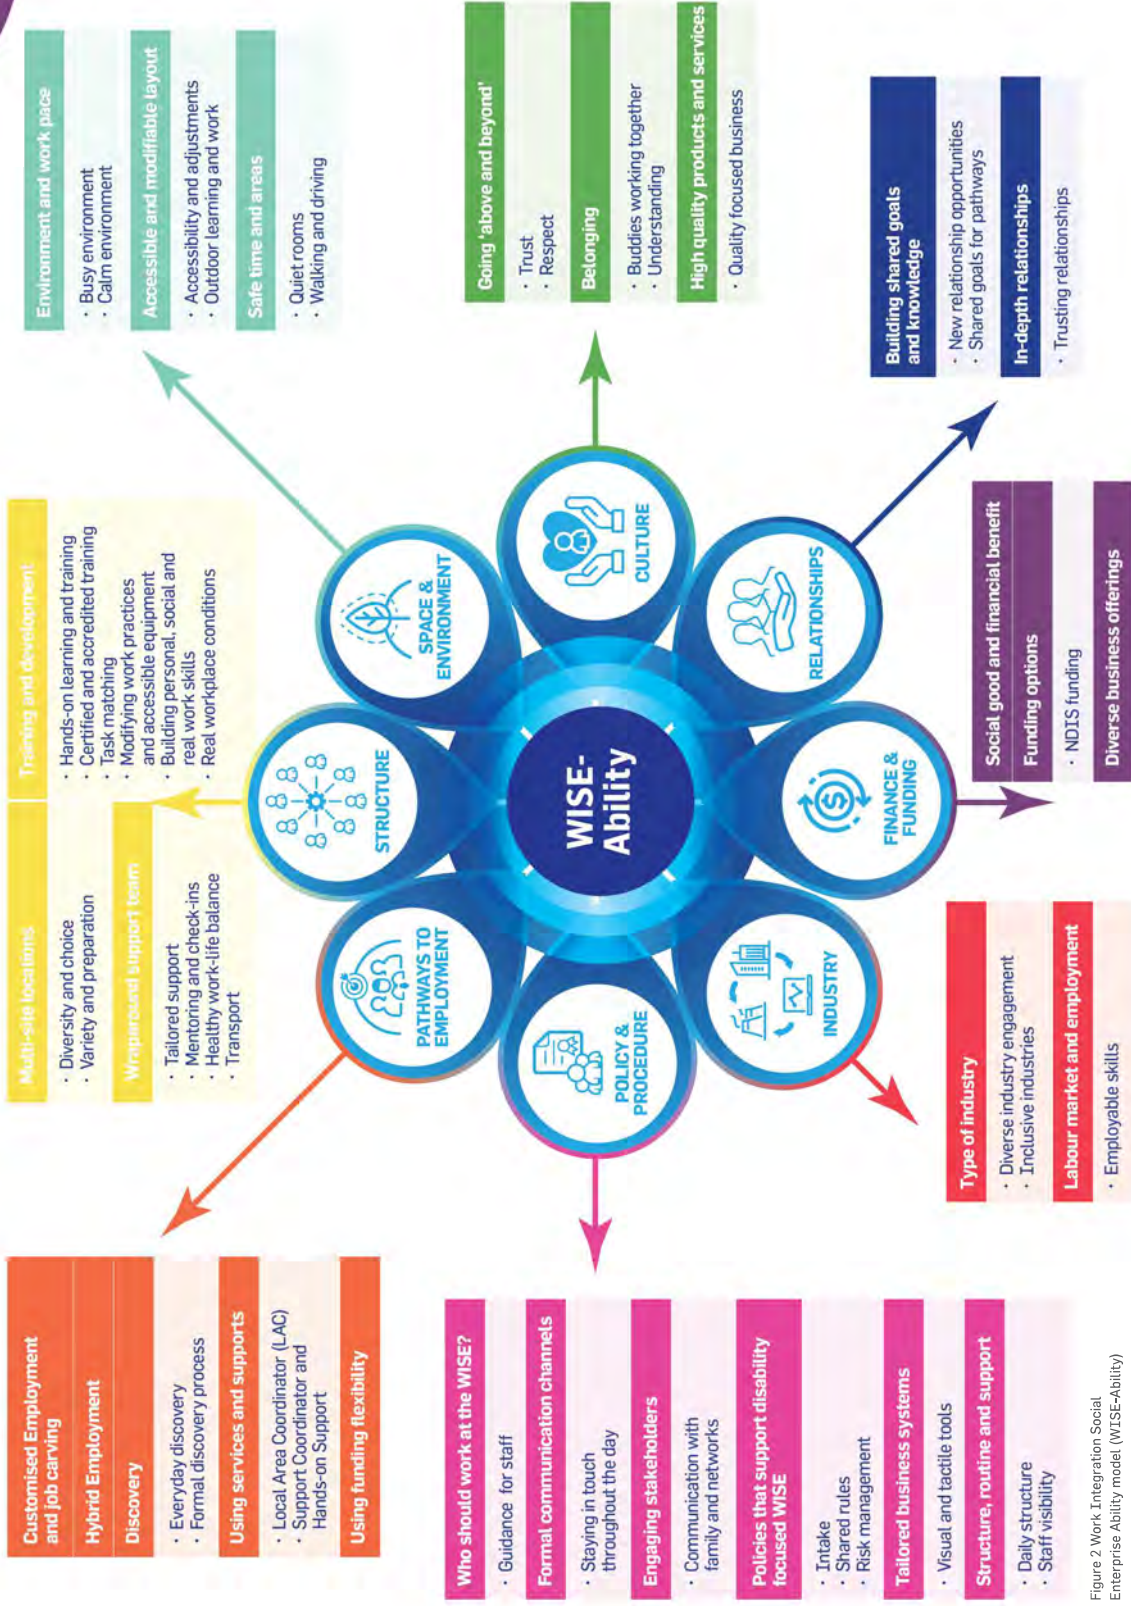 Customised Employment
and job carving
Hybrid Employment
Discovery
· Everyday discovery
· Formal discovery process
Using services and supports
· Local Area Coordinator (LAC)
· Support Coordinator and
Hands-on Support
Using funding flexibility
Multi-site locations
· Diversity and choice
· Variety and preparation
Wraparound support team
· Tailored support
· Mentoring and check-ins
· Healthy work-life balance
· Transport
Training and development
· Hands-on learning and training
· Certified and accredited training
· Task matching
· Modifying work practices
and accessible equipment
· Building personal, social and
real work skills
· Real workplace conditions
Environment and work pace
· Busy environment
· Calm environment
Accessible and modifiable layout
· Accessibility and adjustments
· Outdoor learning and work
Safe time and areas
· Quiet rooms
· Walking and driving
Who should work at the WISE?
· Guidance for staff
Formal communication channels
· Staying in touch
throughout the day
Engaging stakeholders
· Communication with
family and networks
Policies that support disability
focused WISE
· Intake
· Shared rules
· Risk management
Tailored business systems
· Visual and tactile tools
Structure, routine and support
· Daily structure
· Staff visibility
PATHWAYS TO
EMPLOYMENT
STRUCTURE
SPACE &
ENVIRONMENT
POLICY &
PROCEDURE
WISE-
Ability
CULTURE
INDUSTRY
FINANCE &
FUNDING
RELATIONSHIPS
Going 'above and beyond'
· Trust
· Respect
Belonging
· Buddies working together
· Understanding
High quality products and services
· Quality focused business
Type of industry
· Diverse industry engagement
· Inclusive industries
Labour market and employment
· Employable skills
Social good and financial benefit
Funding options
· NDIS funding
Diverse business offerings
Building shared goals
and knowledge
· New relationship opportunities
· Shared goals for pathways
In-depth relationships
· Trusting relationships
Figure 2 Work Integration Social
Enterprise Ability model (WISE-Ability)